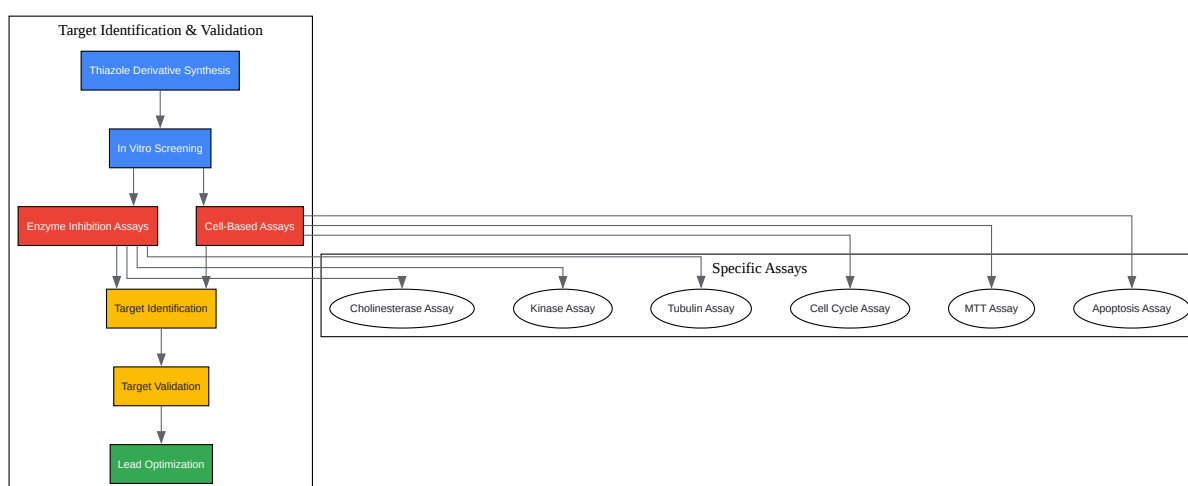 Target Identification & Validation
Thiazole Derivative Synthesis
In Vitro Screening
Enzyme Inhibition Assays
Cell-Based Assays
Specific Assays
Target Identification
Cholinesterase Assay
Kinase Assay
Tubulin Assay
Cell Cycle Assay
MTT Assay
Apoptosis Assay
Target Validation
Lead Optimization